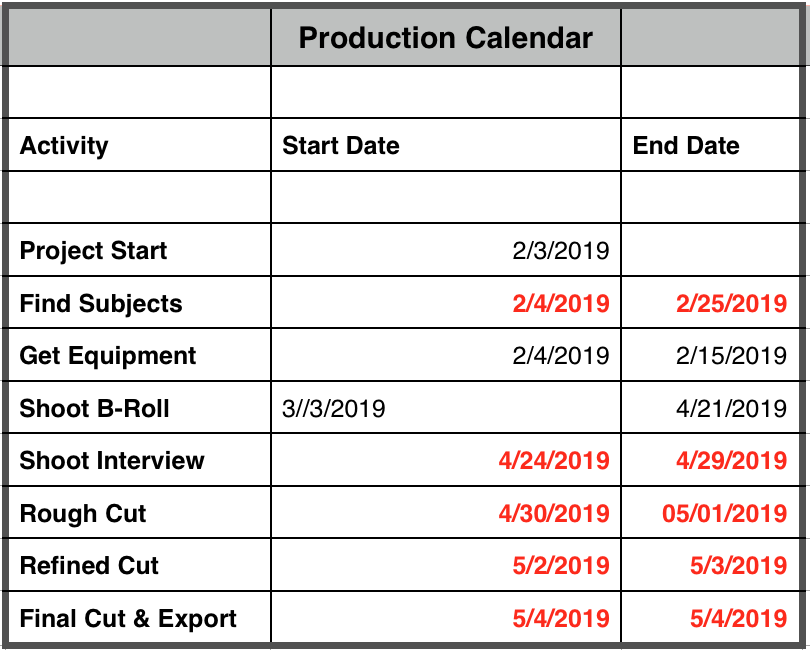 Production Calendar
Activity Start Date End Date
Project Start 2/3/2019
Find Subjects 2/4/2019 2/25/2019
Get Equipment 2/4/2019 2/15/2019
Shoot B-Roll 3//3/2019 4/21/2019
Shoot Interview 4/24/2019 4/29/2019
Rough Cut 4/30/2019 05/01/2019
Refined Cut 5/2/2019 5/3/2019
Final Cut & Export 5/4/2019 5/4/2019